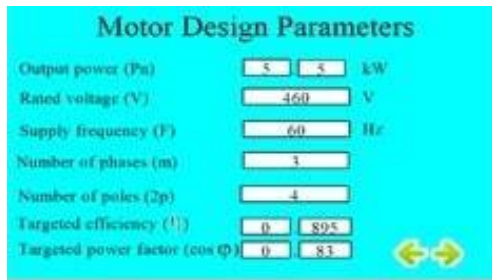 Motor Design Parameters
Output power (Pn) 5 . 5 kW
Rated voltage (V) 460 V
Supply frequency (F) 60 Hz
Number of phases (m) 3
Number of poles (2p) 4
Targeted efficiency (η) 0 . 895
Targeted power factor (cos φ) 0 . 83